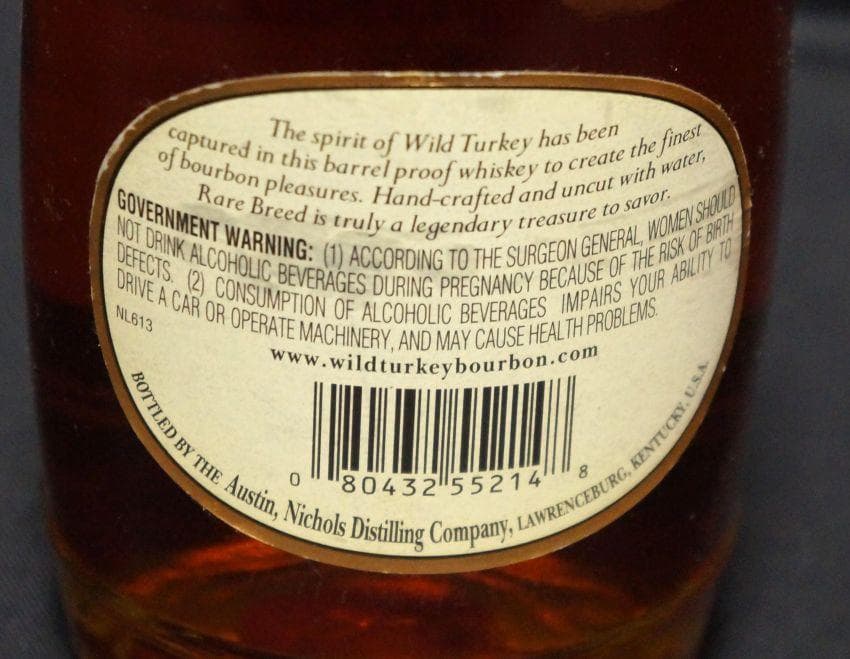 The spirit of Wild Turkey has been
captured in this barrel proof whiskey to create the finest
of bourbon pleasures. Hand-crafted and uncut with water,
Rare Breed is truly a legendary treasure to savor.
GOVERNMENT WARNING: (1) ACCORDING TO THE SURGEON GENERAL, WOMEN SHOULD
NOT DRINK ALCOHOLIC BEVERAGES DURING PREGNANCY BECAUSE OF THE RISK OF BIRTH
DEFECTS. (2) CONSUMPTION OF ALCOHOLIC BEVERAGES IMPAIRS YOUR ABILITY TO
DRIVE A CAR OR OPERATE MACHINERY, AND MAY CAUSE HEALTH PROBLEMS.
NL613
www.wildturkeybourbon.com
0 80432 55214 8
BOTTLED BY THE Austin, Nichols Distilling Company, LAWRENCEBURG, KENTUCKY, U.S.A.